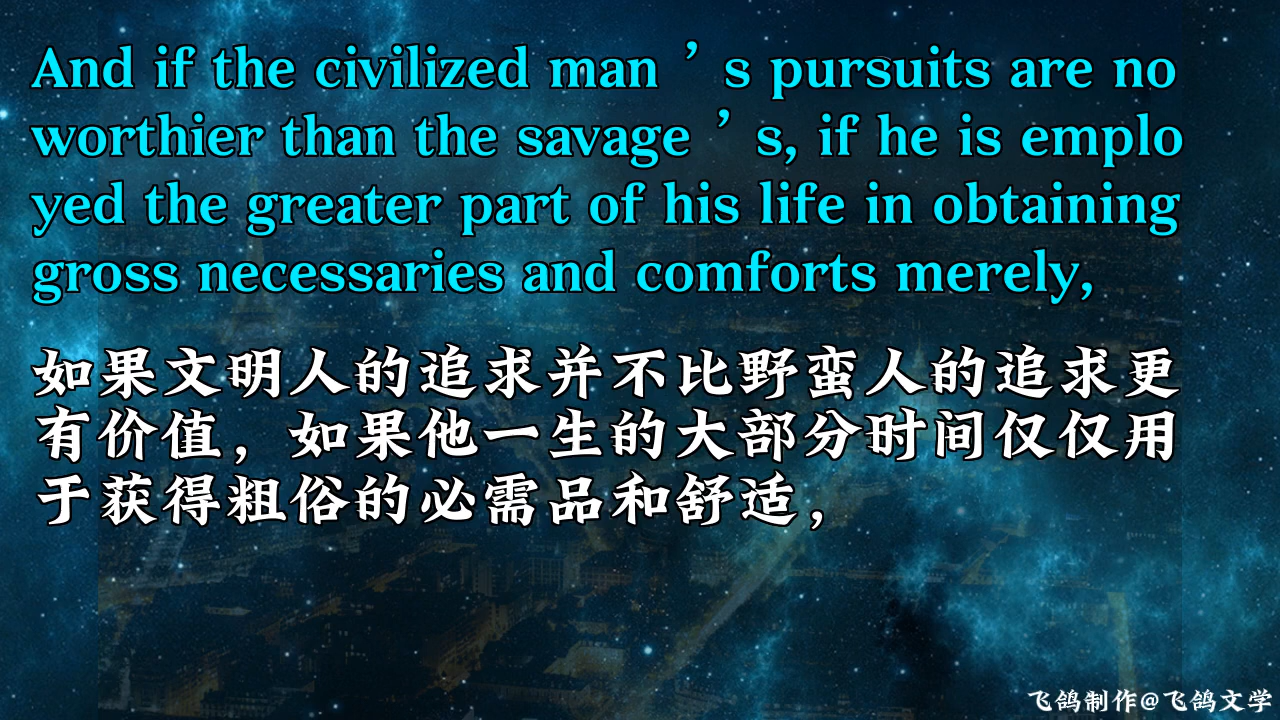 And if the civilized man ’ s pursuits are no
worthier than the savage ’ s, if he is emplo
yed the greater part of his life in obtaining
gross necessaries and comforts merely,
如果文明人的追求并不比野蛮人的追求更
有价值，如果他一生的大部分时间仅仅用
于获得粗俗的必需品和舒适，
飞鸽制作@飞鸽文学